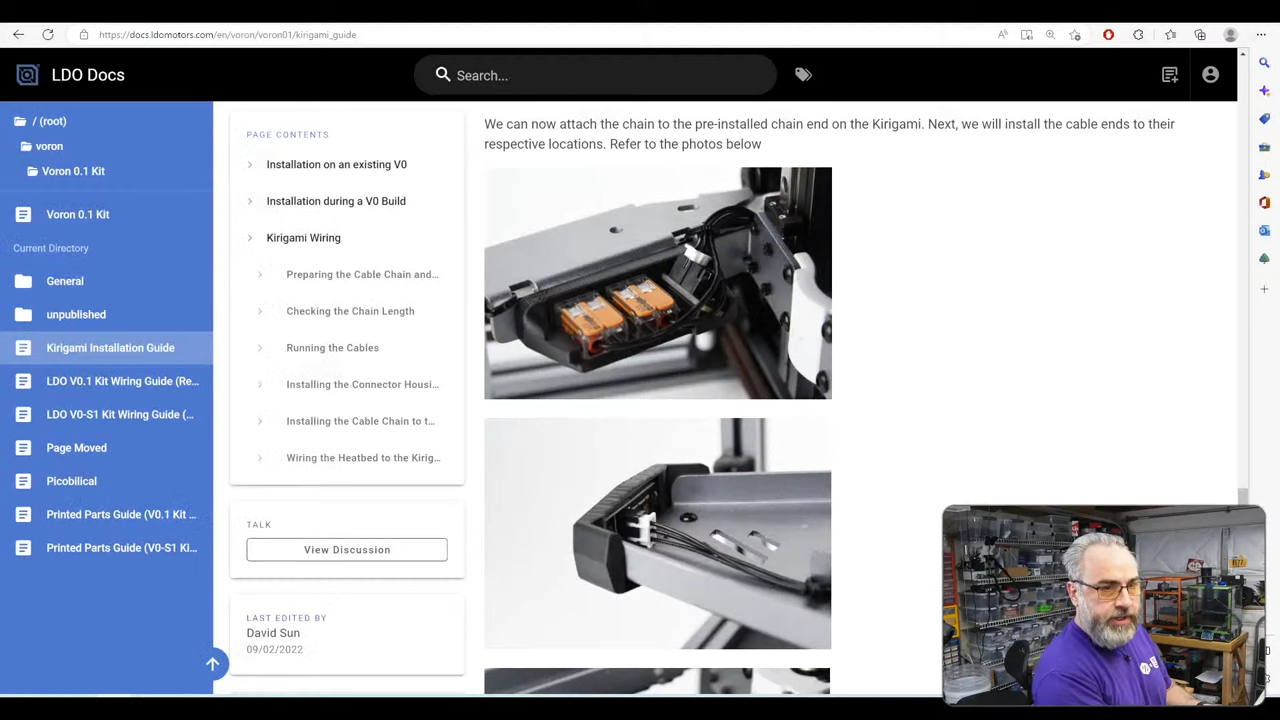 https://docs.ldomotors.com/en/voron/voron01/kirigami_guide
LDO Docs
Search...
/ (root)
voron
Voron 0.1 Kit
Voron 0.1 Kit
Current Directory
General
unpublished
Kirigami Installation Guide
LDO V0.1 Kit Wiring Guide (Re...
LDO V0-S1 Kit Wiring Guide (...
Page Moved
Picobilical
Printed Parts Guide (V0.1 Kit ...
Printed Parts Guide (V0-S1 Ki...
PAGE CONTENTS
Installation on an existing V0
Installation during a V0 Build
Kirigami Wiring
Preparing the Cable Chain and...
Checking the Chain Length
Running the Cables
Installing the Connector Housi...
Installing the Cable Chain to t...
Wiring the Heatbed to the Kirig...
TALK
View Discussion
LAST EDITED BY
David Sun
09/02/2022
We can now attach the chain to the pre-installed chain end on the Kirigami. Next, we will install the cable ends to their
respective locations. Refer to the photos below